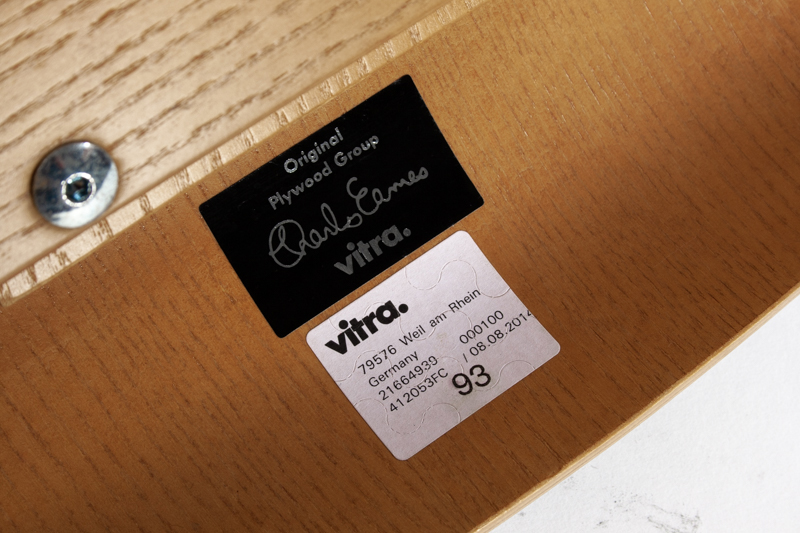 Original
Plywood Group
Charles Eames
vitra.
vitra.
79576 Weil am Rhein
Germany 000100
21664939 / 08.08.2014
412053FC 93